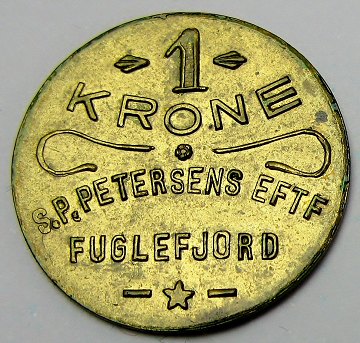 1
KRONE
S.P. PETERSENS EFTF
FUGLEFJORD